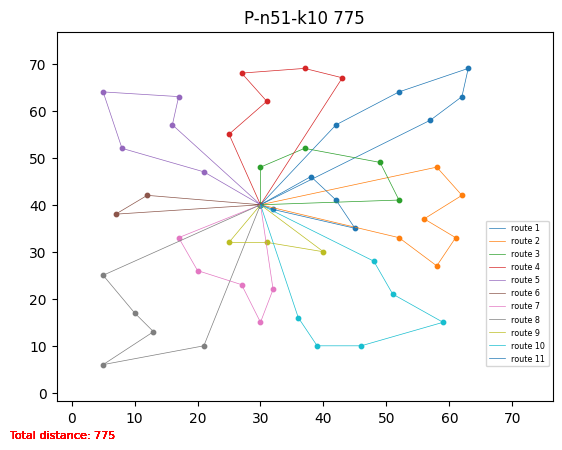 P-n51-k10 775
70
60
50
40
30
20
10
0
route 1
route 2
route 3
route 4
route 5
route 6
route 7
route 8
route 9
route 10
route 11
0 10 20 30 40 50 60 70
Total distance: 775